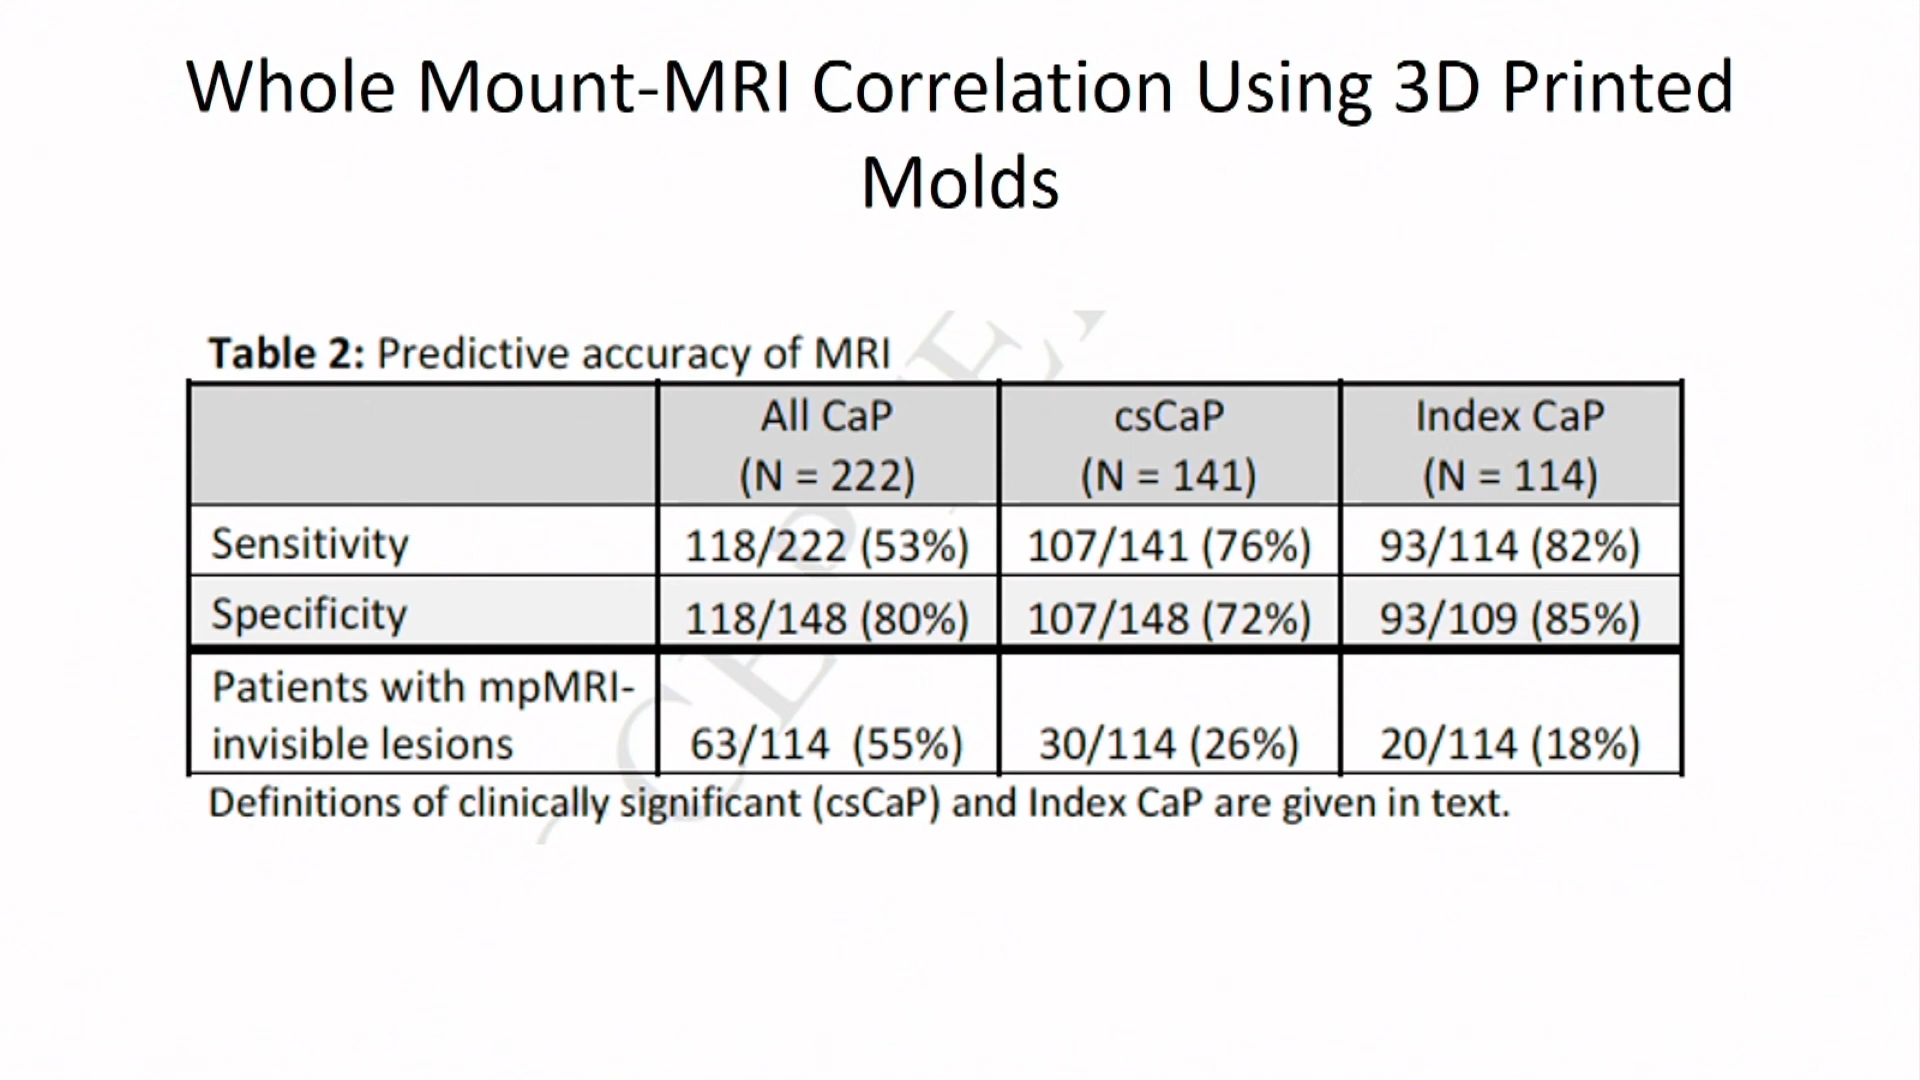 Whole Mount-MRI Correlation Using 3D Printed
Molds
Table 2: Predictive accuracy of MRI
All CaP (N = 222) csCaP (N = 141) Index CaP (N = 114)
Sensitivity 118/222 (53%) 107/141 (76%) 93/114 (82%)
Specificity 118/148 (80%) 107/148 (72%) 93/109 (85%)
Patients with mpMRI-
invisible lesions 63/114 (55%) 30/114 (26%) 20/114 (18%)
Definitions of clinically significant (csCaP) and Index CaP are given in text.